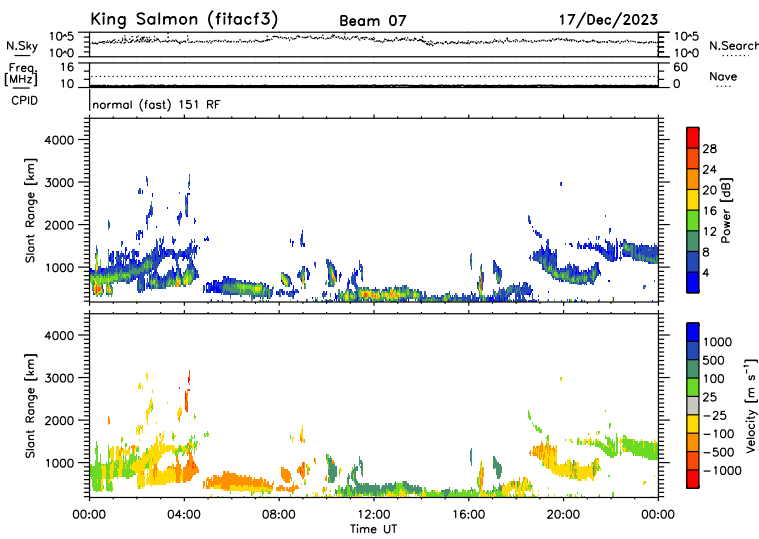 King Salmon (fitacf3) Beam 07 17/Dec/2023
N.Sky 10^5 10^0 10^5 10^0 N.Search
Freq [MHz] 16 10 60 0 Nave
CPID normal (fast) 151 RF
Slant Range [km] 4000 3000 2000 1000
Power [dB] 28 24 20 16 12 8 4
Slant Range [km] 4000 3000 2000 1000
Velocity [m s⁻¹] 1000 500 100 25 −25 −100 −500 −1000
00:00 04:00 08:00 12:00 16:00 20:00 00:00
Time UT